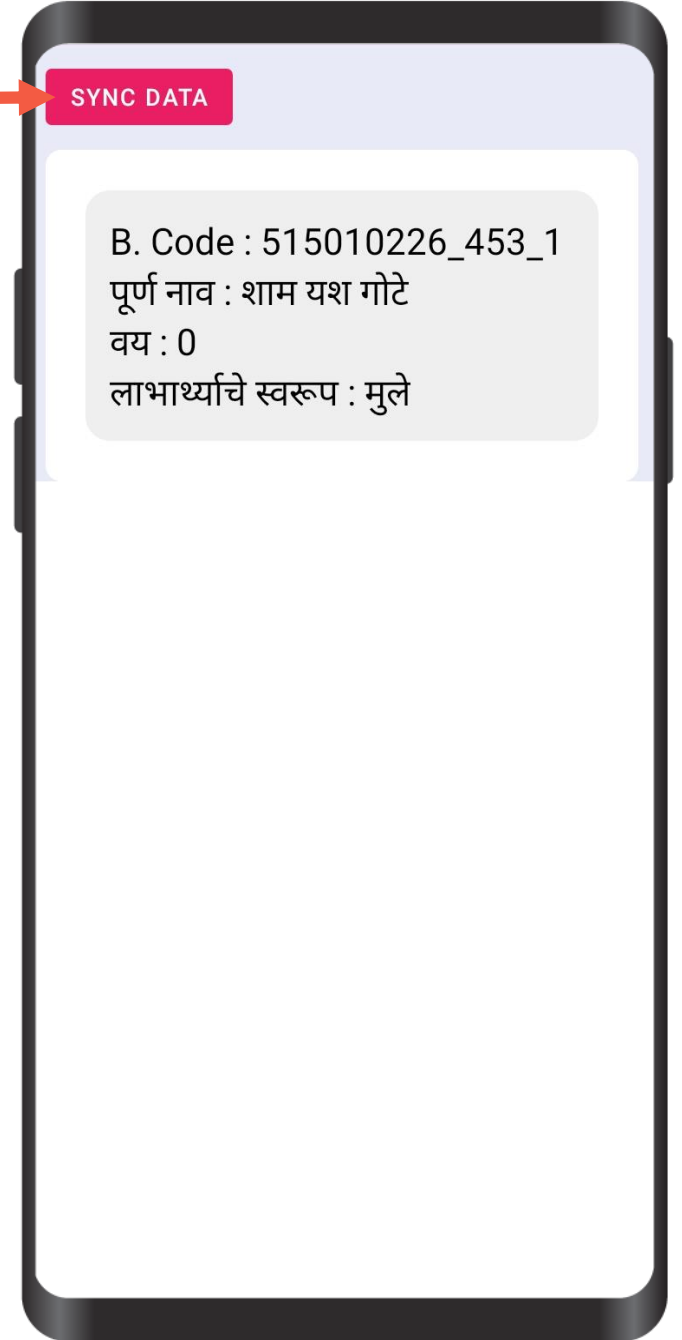 SYNC DATA
B. Code : 515010226_453_1
पूर्ण नाव : शाम यश गोटे
वय : 0
लाभार्थ्याचे स्वरूप : मुले